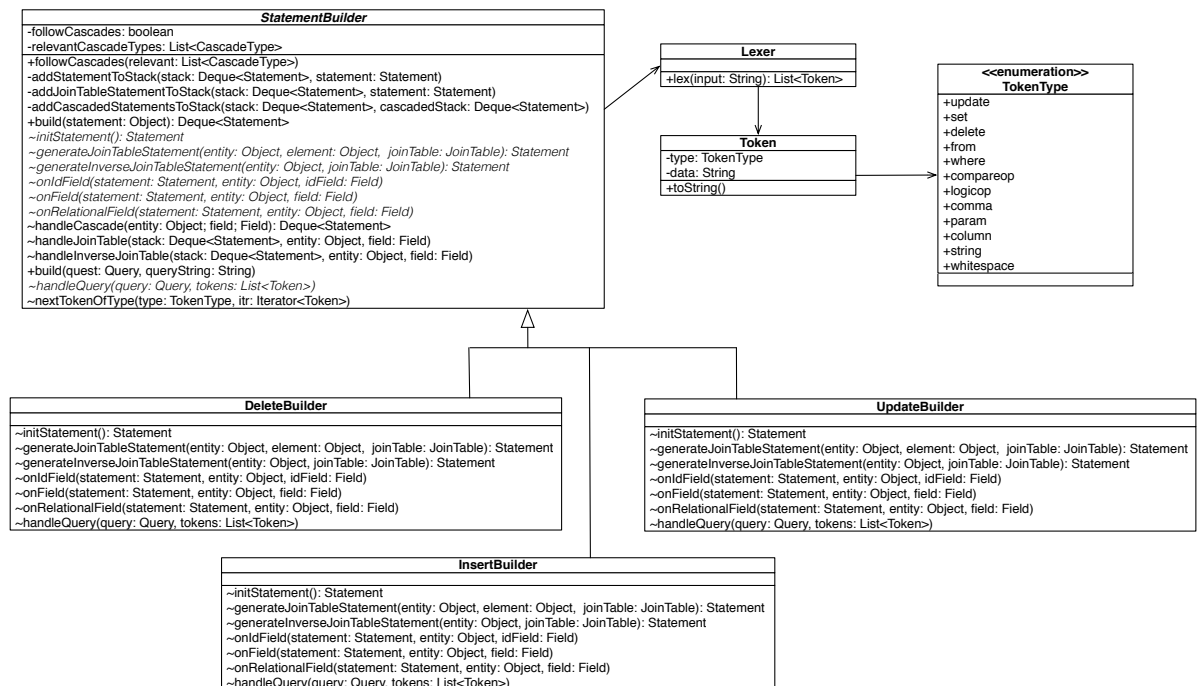 StatementBuilder
-followCascades: boolean
-relevantCascadeTypes: List<CascadeType>
+followCascades(relevant: List<CascadeType>)
-addStatementToStack(stack: Deque<Statement>, statement: Statement)
-addJoinTableStatementToStack(stack: Deque<Statement>, statement: Statement)
-addCascadedStatementsToStack(stack: Deque<Statement>, cascadedStack: Deque<Statement>)
+build(statement: Object): Deque<Statement>
~initStatement(): Statement
~generateJoinTableStatement(entity: Object, element: Object, joinTable: JoinTable): Statement
~generateInverseJoinTableStatement(entity: Object, joinTable: JoinTable): Statement
~onIdField(statement: Statement, entity: Object, idField: Field)
~onField(statement: Statement, entity: Object, field: Field)
~onRelationalField(statement: Statement, entity: Object, field: Field)
~handleCascade(entity: Object; field; Field): Deque<Statement>
~handleJoinTable(stack: Deque<Statement>, entity: Object, field: Field)
~handleInverseJoinTable(stack: Deque<Statement>, entity: Object, field: Field)
+build(quest: Query, queryString: String)
~handleQuery(query: Query, tokens: List<Token>)
~nextTokenOfType(type: TokenType, itr: Iterator<Token>)
Lexer
+lex(input: String): List<Token>
Token
-type: TokenType
-data: String
+toString()
<<enumeration>>
TokenType
+update
+set
+delete
+from
+where
+compareop
+logicop
+comma
+param
+column
+string
+whitespace
DeleteBuilder
~initStatement(): Statement
~generateJoinTableStatement(entity: Object, element: Object, joinTable: JoinTable): Statement
~generateInverseJoinTableStatement(entity: Object, joinTable: JoinTable): Statement
~onIdField(statement: Statement, entity: Object, idField: Field)
~onField(statement: Statement, entity: Object, field: Field)
~onRelationalField(statement: Statement, entity: Object, field: Field)
~handleQuery(query: Query, tokens: List<Token>)
UpdateBuilder
~initStatement(): Statement
~generateJoinTableStatement(entity: Object, element: Object, joinTable: JoinTable): Statement
~generateInverseJoinTableStatement(entity: Object, joinTable: JoinTable): Statement
~onIdField(statement: Statement, entity: Object, idField: Field)
~onField(statement: Statement, entity: Object, field: Field)
~onRelationalField(statement: Statement, entity: Object, field: Field)
~handleQuery(query: Query, tokens: List<Token>)
InsertBuilder
~initStatement(): Statement
~generateJoinTableStatement(entity: Object, element: Object, joinTable: JoinTable): Statement
~generateInverseJoinTableStatement(entity: Object, joinTable: JoinTable): Statement
~onIdField(statement: Statement, entity: Object, idField: Field)
~onField(statement: Statement, entity: Object, field: Field)
~onRelationalField(statement: Statement, entity: Object, field: Field)
~handleQuery(query: Query, tokens: List<Token>)